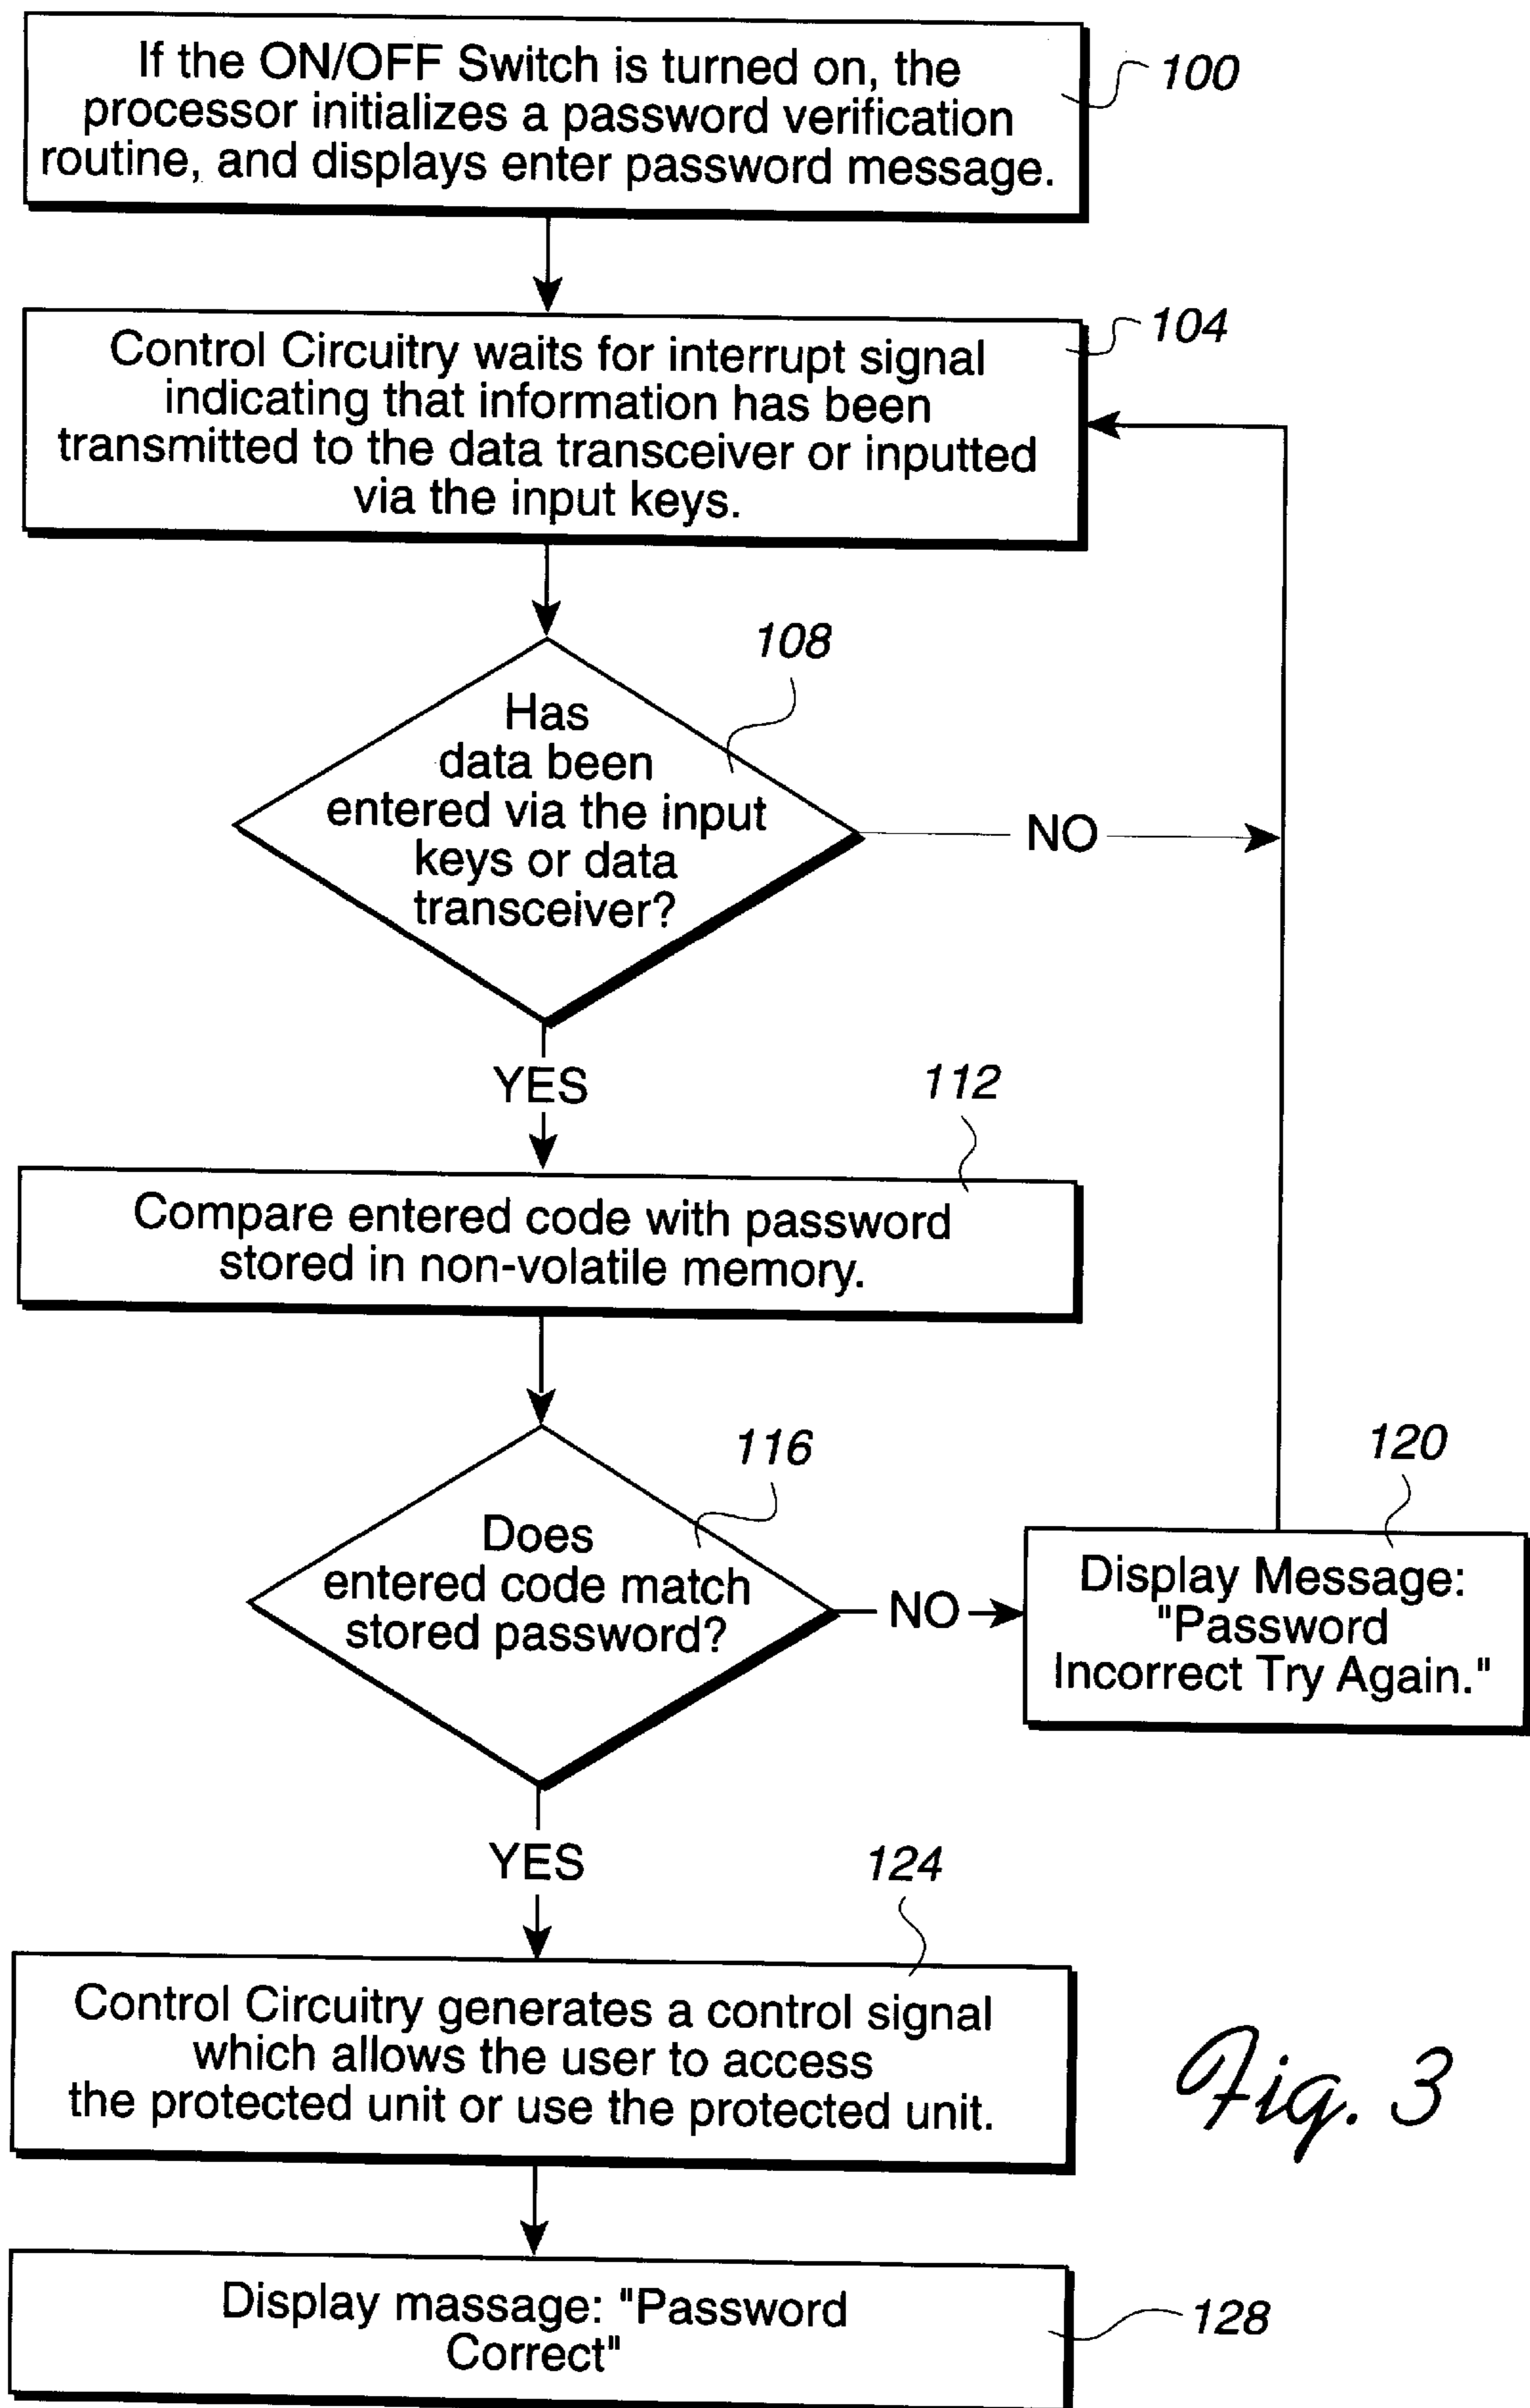 If the ON/OFF Switch is turned on, the
processor initializes a password verification
routine, and displays enter password message.
100
Control Circuitry waits for interrupt signal
indicating that information has been
transmitted to the data transceiver or inputted
via the input keys.
104
108
Has
data been
entered via the input
keys or data
transceiver?
NO
YES
112
Compare entered code with password
stored in non-volatile memory.
116
Does
entered code match
stored password?
NO
120
Display Message:
"Password
Incorrect Try Again."
YES
124
Control Circuitry generates a control signal
which allows the user to access
the protected unit or use the protected unit.
Fig. 3
Display massage: "Password
Correct"
128